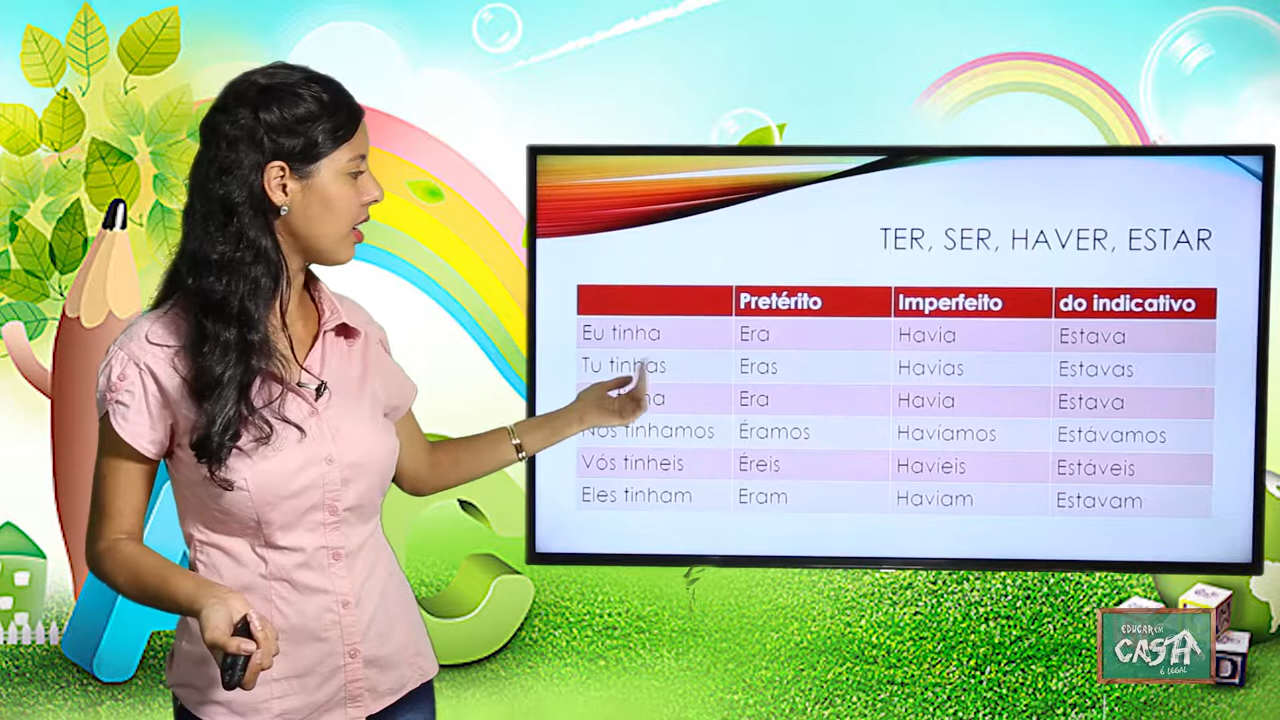 TER, SER, HAVER, ESTAR
Pretérito Imperfeito do indicativo
Eu tinha Era Havia Estava
Tu tinhas Eras Havias Estavas
Era Havia Estava
Nós tinhamos Éramos Havíamos Estávamos
Vós tínheis Éreis Havíeis Estáveis
Eles tinham Eram Haviam Estavam
EDUCAR EM
CASA
É LEGAL